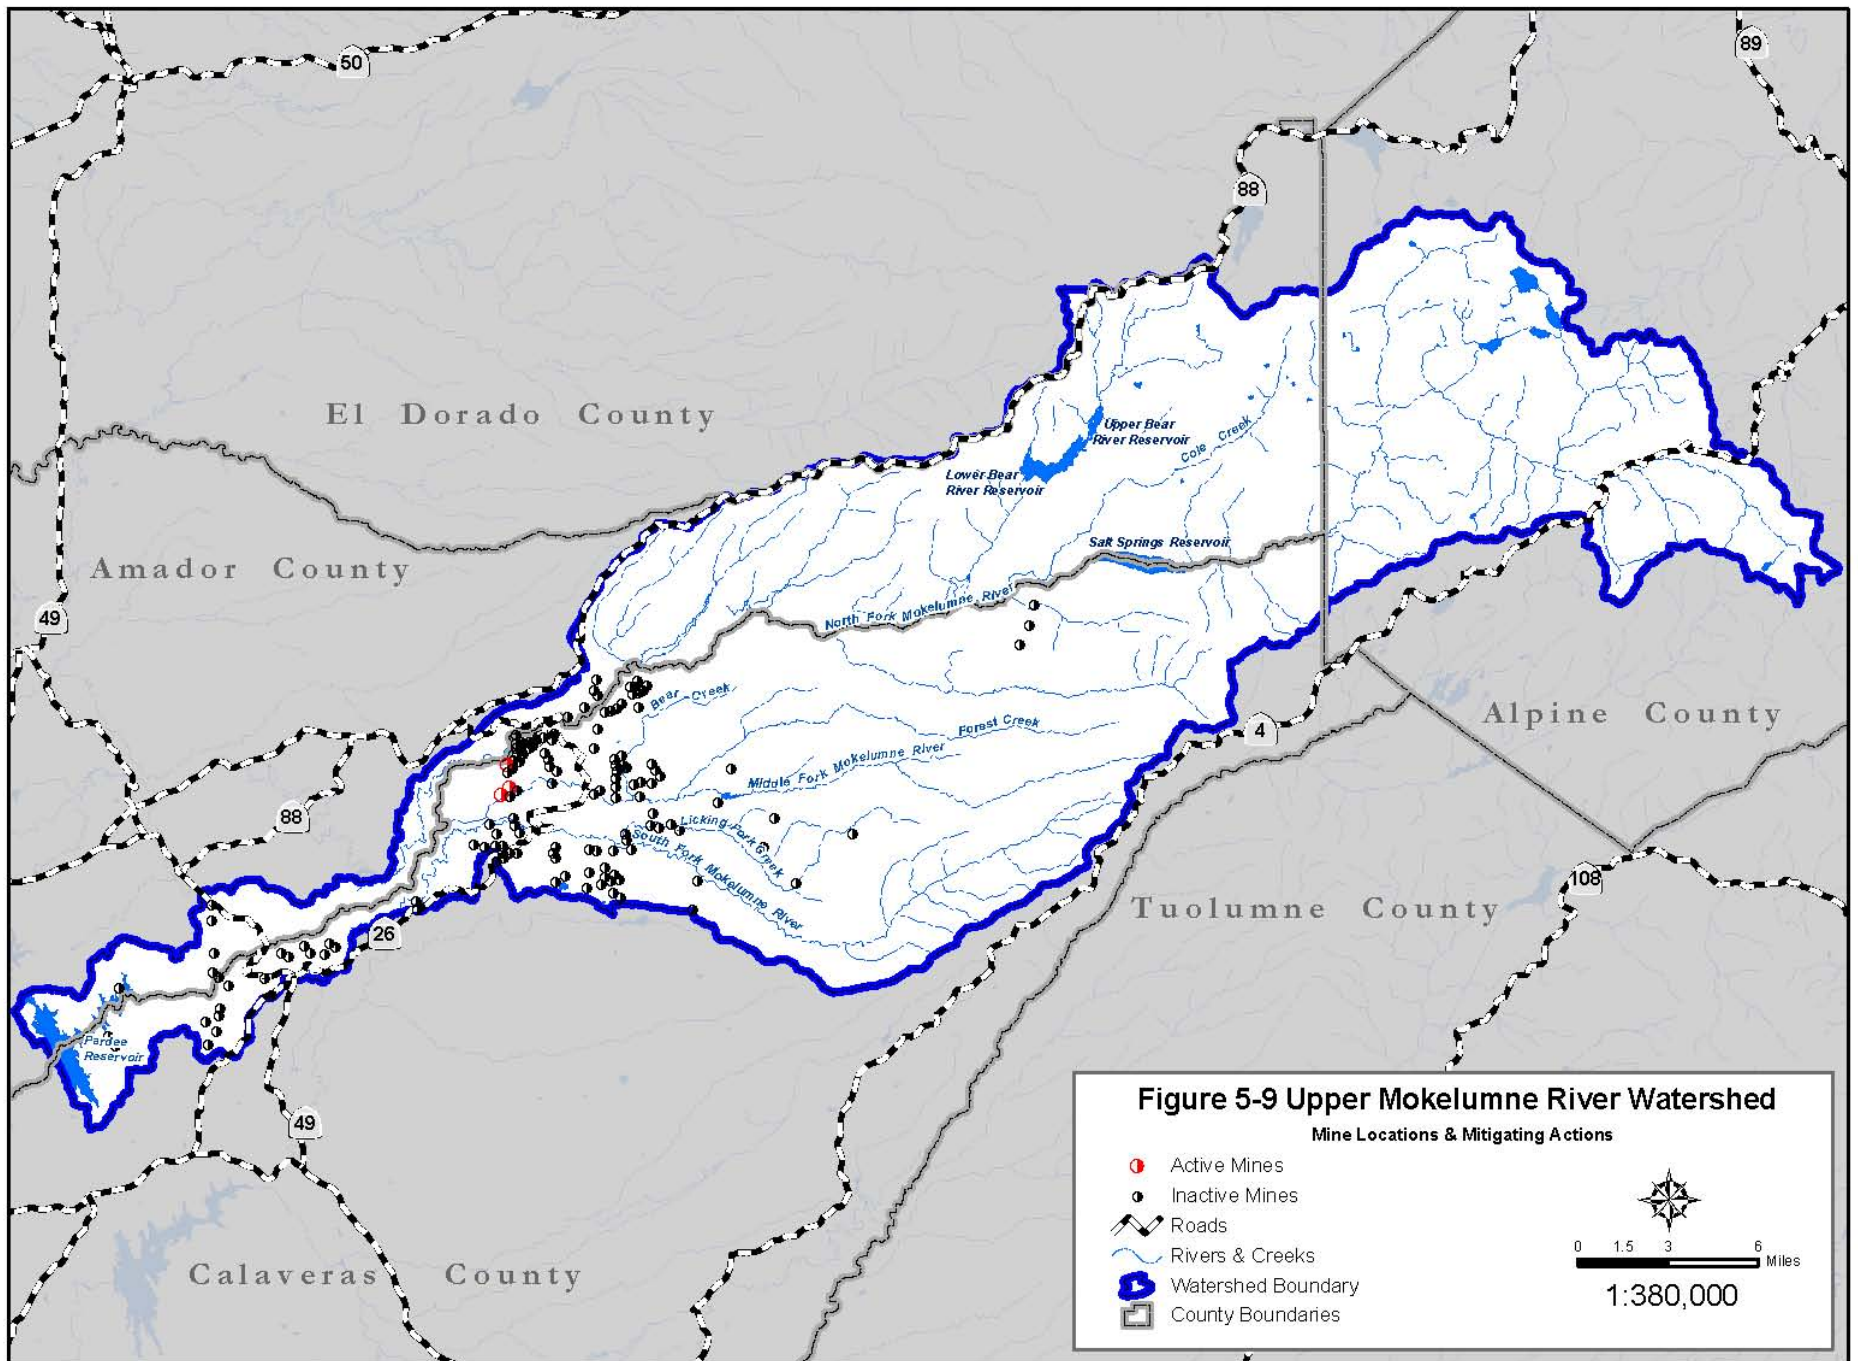 50
89
88
El Dorado County
Upper Bear
River Reservoir
Cole Creek
Lower Bear
River Reservoir
Salt Springs Reservoir
Amador County
North Fork Mokelumne River
49
Bear Creek
Forest Creek
Alpine County
4
Middle Fork Mokelumne River
88
Licking Fork Creek
South Fork Mokelumne River
108
Tuolumne County
26
Pardee
Reservoir
49
Calaveras County
Figure 5-9 Upper Mokelumne River Watershed
Mine Locations & Mitigating Actions
Active Mines
Inactive Mines
Roads
Rivers & Creeks
Watershed Boundary
County Boundaries
0 1.5 3 6
Miles
1:380,000